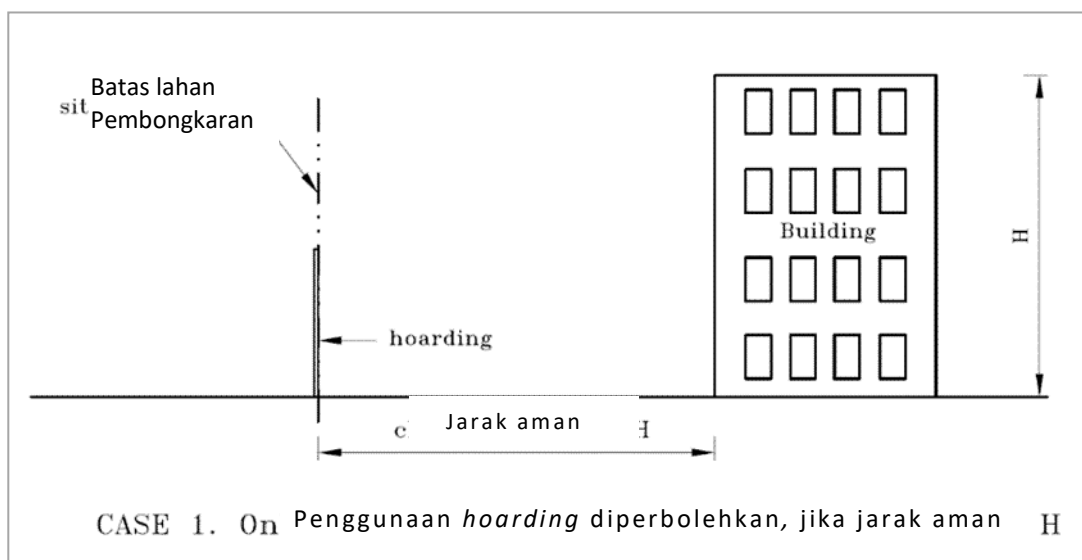 Batas lahan
sit Pembongkaran
Building
H
hoarding
Jarak aman
c H
CASE 1. On Penggunaan hoarding diperbolehkan, jika jarak aman H